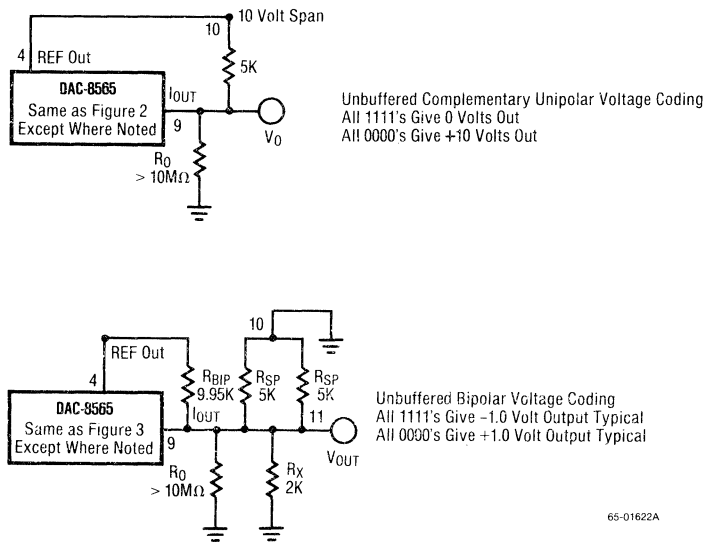 10 Volt Span
10
4 REF Out
5K
DAC-8565
Same as Figure 2
Except Where Noted
IOUT
9
VO
RO
> 10MΩ
Unbuffered Complementary Unipolar Voltage Coding
All 1111's Give 0 Volts Out
All 0000's Give +10 Volts Out
10
REF Out
4
RBIP
9.95K
RSP
5K
RSP
5K
DAC-8565
Same as Figure 3
Except Where Noted
IOUT
9
11
VOUT
RO
> 10MΩ
RX
2K
Unbuffered Bipolar Voltage Coding
All 1111's Give –1.0 Volt Output Typical
All 0000's Give +1.0 Volt Output Typical
65-01622A